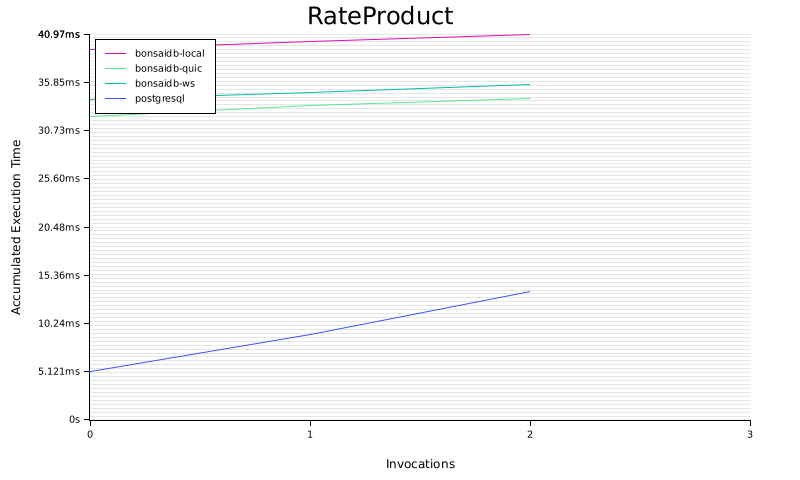 RateProduct
40.97ms
35.85ms
30.73ms
25.60ms
20.48ms
15.36ms
10.24ms
5.121ms
0s
Accumulated Execution Time
bonsaidb-local
bonsaidb-quic
bonsaidb-ws
postgresql
0 1 2 3
Invocations